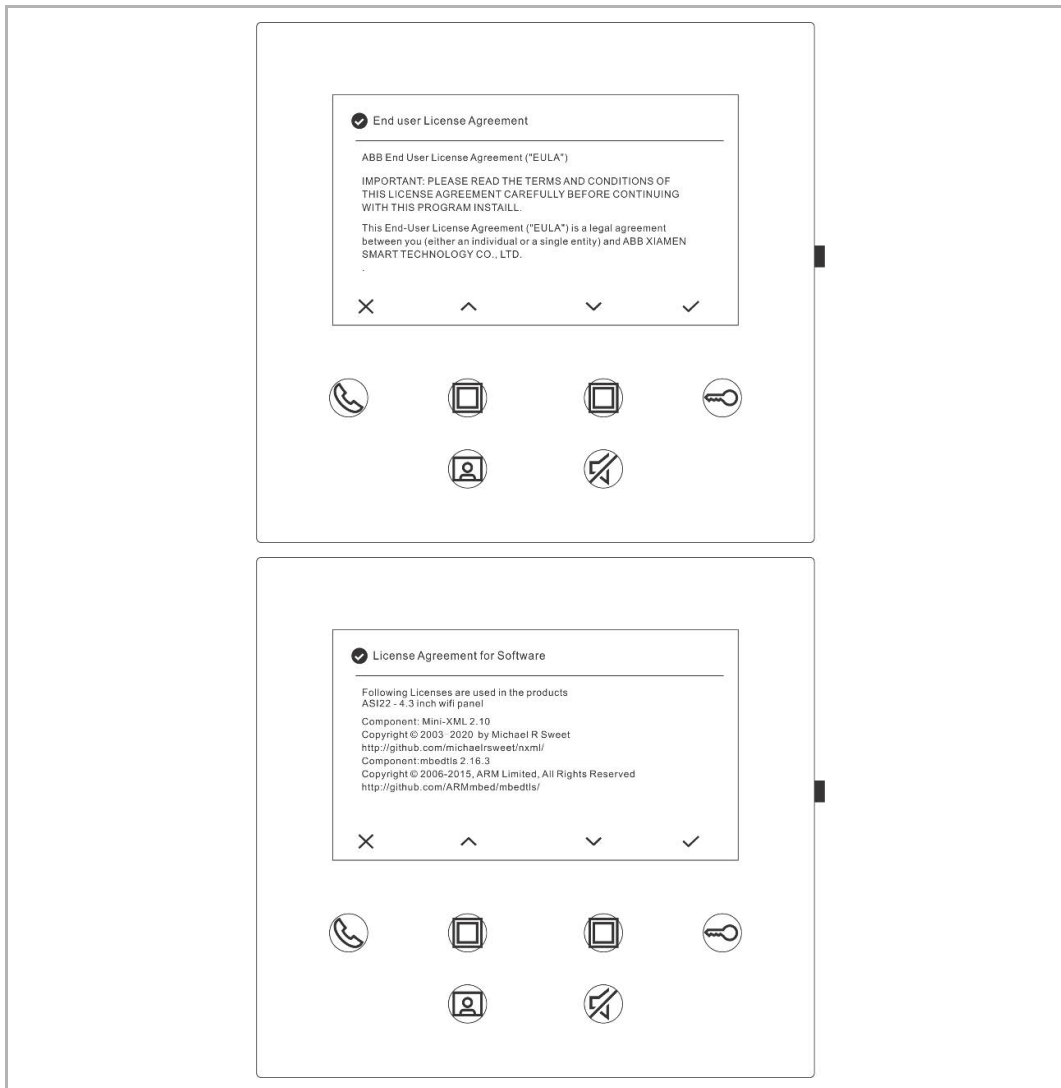 End user License Agreement
ABB End User License Agreement ("EULA")
IMPORTANT: PLEASE READ THE TERMS AND CONDITIONS OF
THIS LICENSE AGREEMENT CAREFULLY BEFORE CONTINUING
WITH THIS PROGRAM INSTAILL.
This End-User License Agreement ("EULA") is a legal agreement
between you (either an individual or a single entity) and ABB XIAMEN
SMART TECHNOLOGY CO., LTD.
.
License Agreement for Software
Following Licenses are used in the products
ASI22 - 4.3 inch wifi panel
Component: Mini-XML 2.10
Copyright © 2003 2020 by Michael R Sweet
http://github.com/michaelrsweet/nxml/
Component:mbedtls 2.16.3
Copyright © 2006-2015, ARM Limited, All Rights Reserved
http://github.com/ARMmbed/mbedtls/